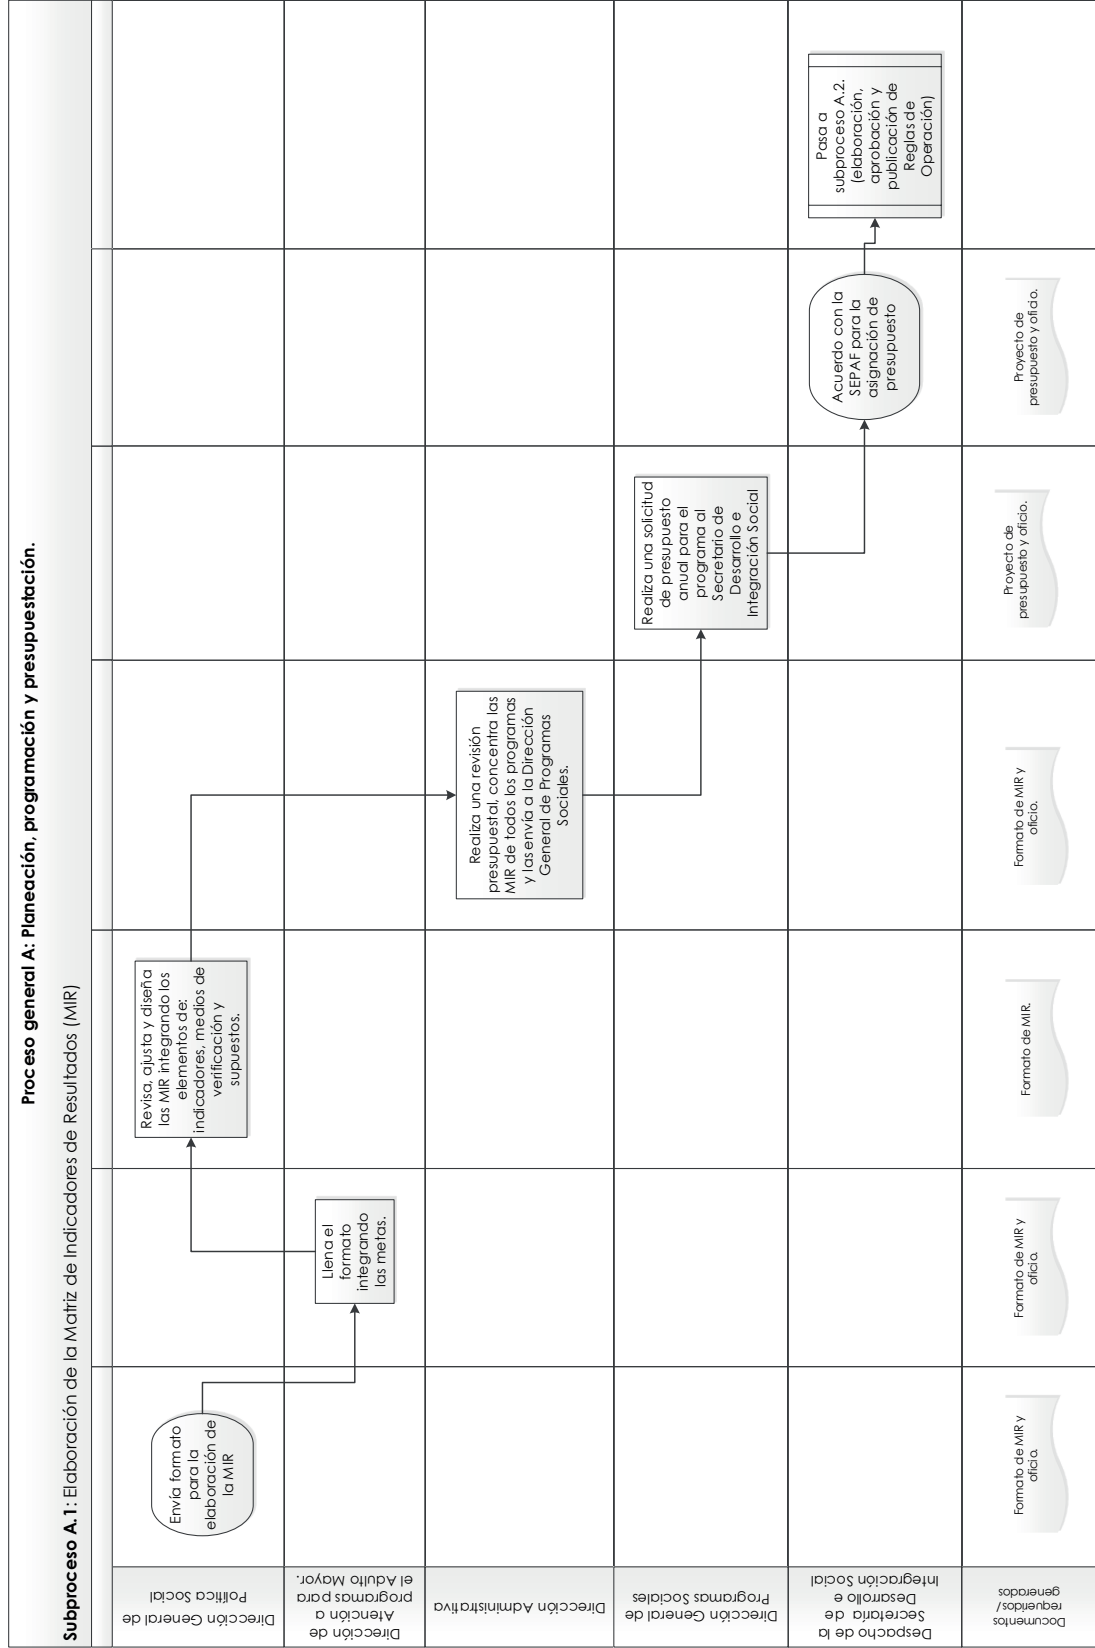 Proceso general A: Planeación, programación y presupuestación.
Subproceso A.1: Elaboración de la Matriz de Indicadores de Resultados (MIR)
Dirección General de
Política Social
Envía formato
para la
elaboración de
la MIR
Revisa, ajusta y diseña
las MIR integrando los
elementos de:
indicadores, medios de
verificación y
supuestos.
Dirección de
Atención a
programas para
el Adulto Mayor.
Llena el
formato
integrando
las metas.
Dirección Administrativa
Realiza una revisión
presupuestal, concentra las
MIR de todos los programas
y las envía a la Dirección
General de Programas
Sociales.
Dirección General de
Programas Sociales
Realiza una solicitud
de presupuesto
anual para el
programa al
Secretario de
Desarrollo e
Integración Social
Despacho de la
Secretaría de
Desarrollo e
Integración Social
Acuerdo con la
SEPAF para la
asignación de
presupuesto
Pasa a
subproceso A.2.
(elaboración,
aprobación y
publicación de
Reglas de
Operación)
Documentos
requeridos/
generados
Formato de MIR y
oficio.
Formato de MIR y
oficio.
Formato de MIR.
Formato de MIR y
oficio.
Proyecto de
presupuesto y oficio.
Proyecto de
presupuesto y oficio.